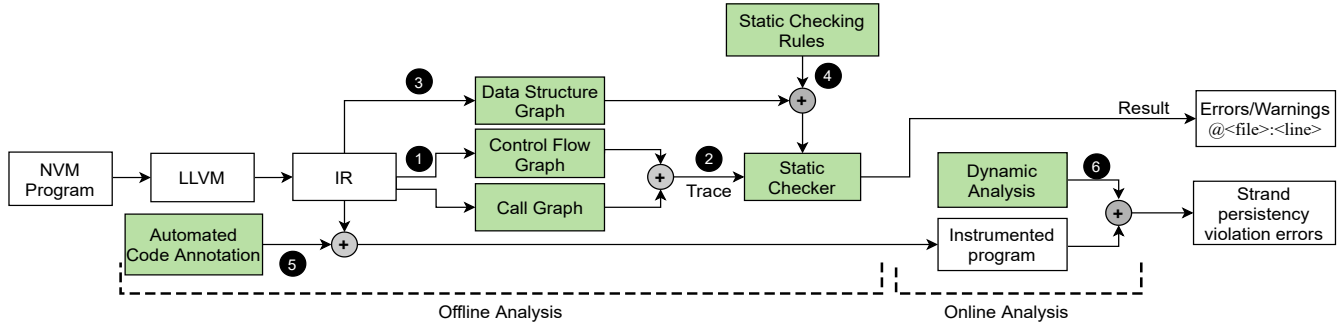 Static Checking
Rules
3
4
Data Structure
Graph
Result
Errors/Warnings
@<file>:<line>
1
Control Flow
Graph
2
NVM
Program
LLVM
IR
+
+
Trace
Static
Checker
Dynamic
Analysis
6
Call Graph
Strand
persistency
violation errors
Automated
Code Annotation
5
+
Instrumented
program
+
Offline Analysis
Online Analysis